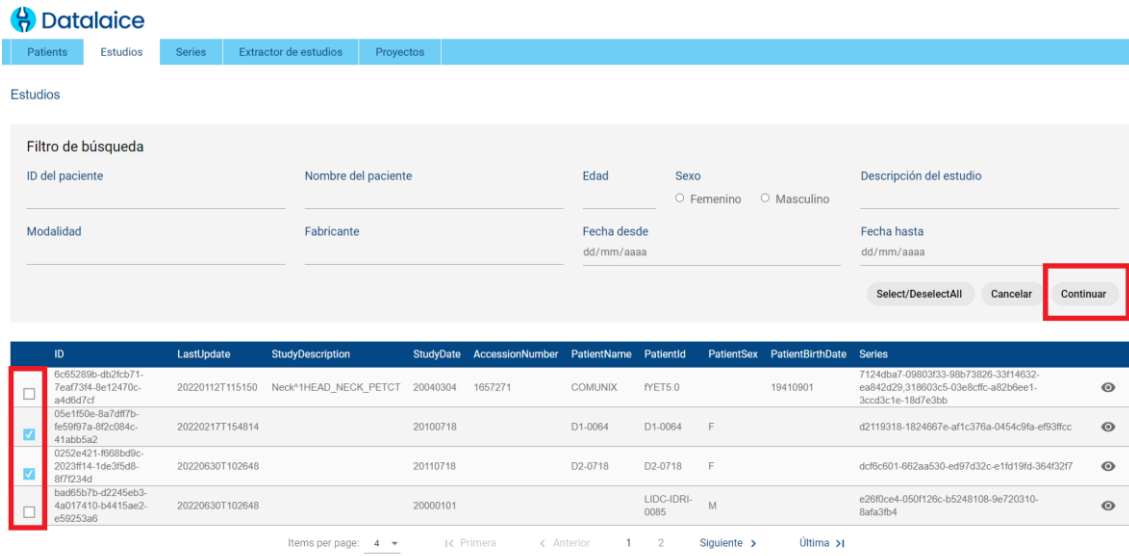 Datalaice
Patients Estudios Series Extractor de estudios Proyectos
Estudios
Filtro de búsqueda
ID del paciente Nombre del paciente Edad Sexo Descripción del estudio
Femenino Masculino
Modalidad Fabricante Fecha desde Fecha hasta
dd/mm/aaaa dd/mm/aaaa
Select/DeselectAll Cancelar Continuar
ID LastUpdate StudyDescription StudyDate AccessionNumber PatientName PatientId PatientSex PatientBirthDate Series
6c65289b-db2fcb71- 7124dba7-09803f33-98b73826-33f14632-
7eaf73f4-8e12470c- 20220112T115150 Neck^1HEAD_NECK_PETCT 20040304 1657271 COMUNIX fYET5.0 19410901 ea842d29,318603c5-03e8cffc-a82b6ee1-
a4d6d7cf 3ccd3c1e-18d7e3bb
05e1f50e-8a7dff7b-
fe59f97a-8f2c084c- 20220217T154814 20100718 D1-0064 D1-0064 F d2119318-1824667e-af1c376a-0454c9fa-ef93ffcc
41abb5a2
0252e421-f668bd9c-
2023ff14-1de3f5d8- 20220630T102648 20110718 D2-0718 D2-0718 F dcf6c601-662aa530-ed97d32c-e1fd19fd-364f32f7
8f7f234d
bad65b7b-d2245eb3-
4a017410-b4415ae2- 20220630T102648 20000101 LIDC-IDRI- M e26f0ce4-050f126c-b5248108-9e720310-
e59253a6 0085 8afa3fb4
Items per page: 4 Primera Anterior 1 2 Siguiente Última